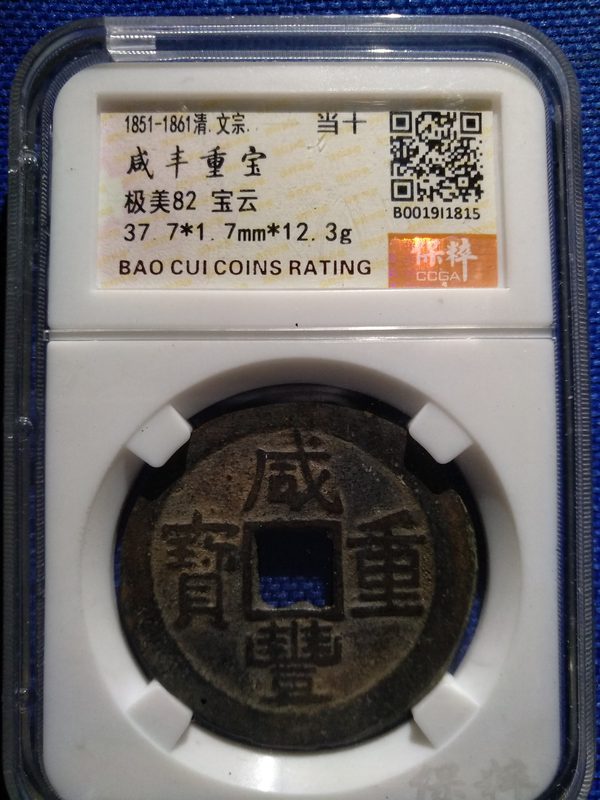 1851-1861清.文宗. 当十
咸丰重宝
极美82 宝云
37 7*1.7mm*12.3g
BAO CUI COINS RATING
B0019I1815
保粹
CCGA
咸
寶 重
豐
保粹